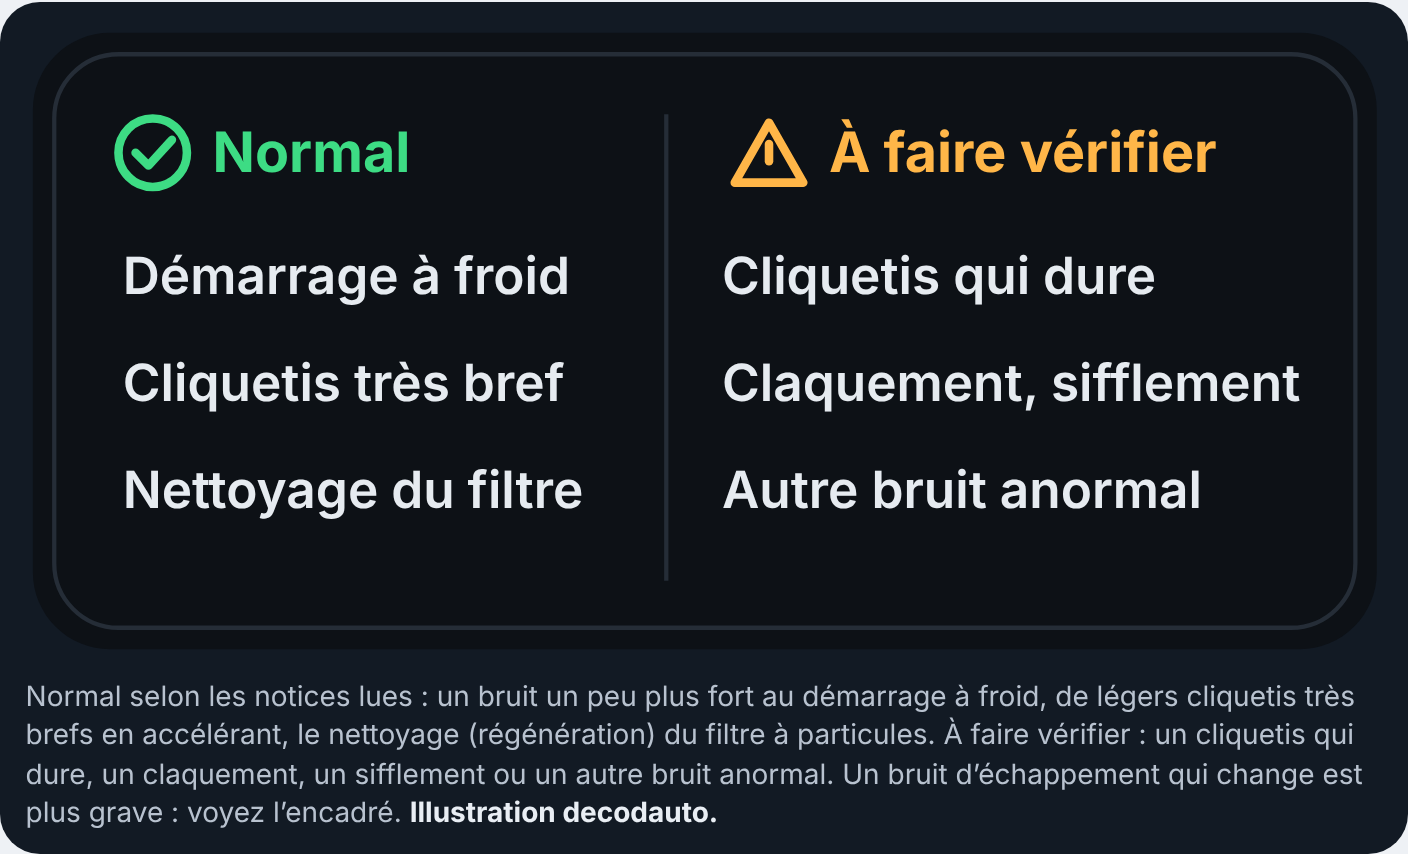 Normal
Démarrage à froid
Cliquetis très bref
Nettoyage du filtre
À faire vérifier
Cliquetis qui dure
Claquement, sifflement
Autre bruit anormal
Normal selon les notices lues : un bruit un peu plus fort au démarrage à froid, de légers cliquetis très
brefs en accélérant, le nettoyage (régénération) du filtre à particules. À faire vérifier : un cliquetis qui
dure, un claquement, un sifflement ou un autre bruit anormal. Un bruit d’échappement qui change est
plus grave : voyez l’encadré. Illustration decodauto.